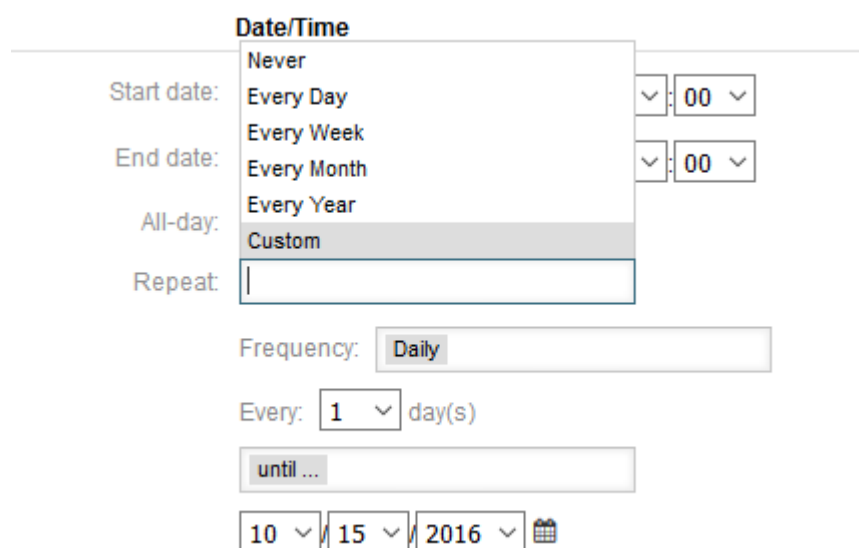 Date/Time
Never
Start date:
Every Day
: 00
Every Week
End date:
Every Month
: 00
Every Year
All-day:
Custom
Repeat:
Frequency: Daily
Every: 1 day(s)
until ...
10 / 15 / 2016